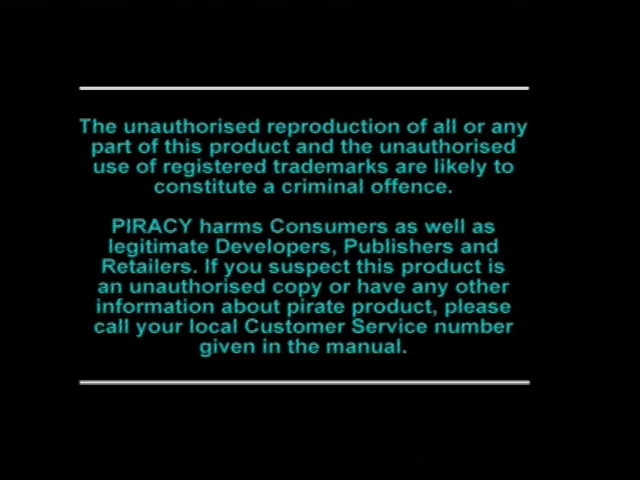 The unauthorised reproduction of all or any
part of this product and the unauthorised
use of registered trademarks are likely to
constitute a criminal offence.
PIRACY harms Consumers as well as
legitimate Developers, Publishers and
Retailers. If you suspect this product is
an unauthorised copy or have any other
information about pirate product, please
call your local Customer Service number
given in the manual.